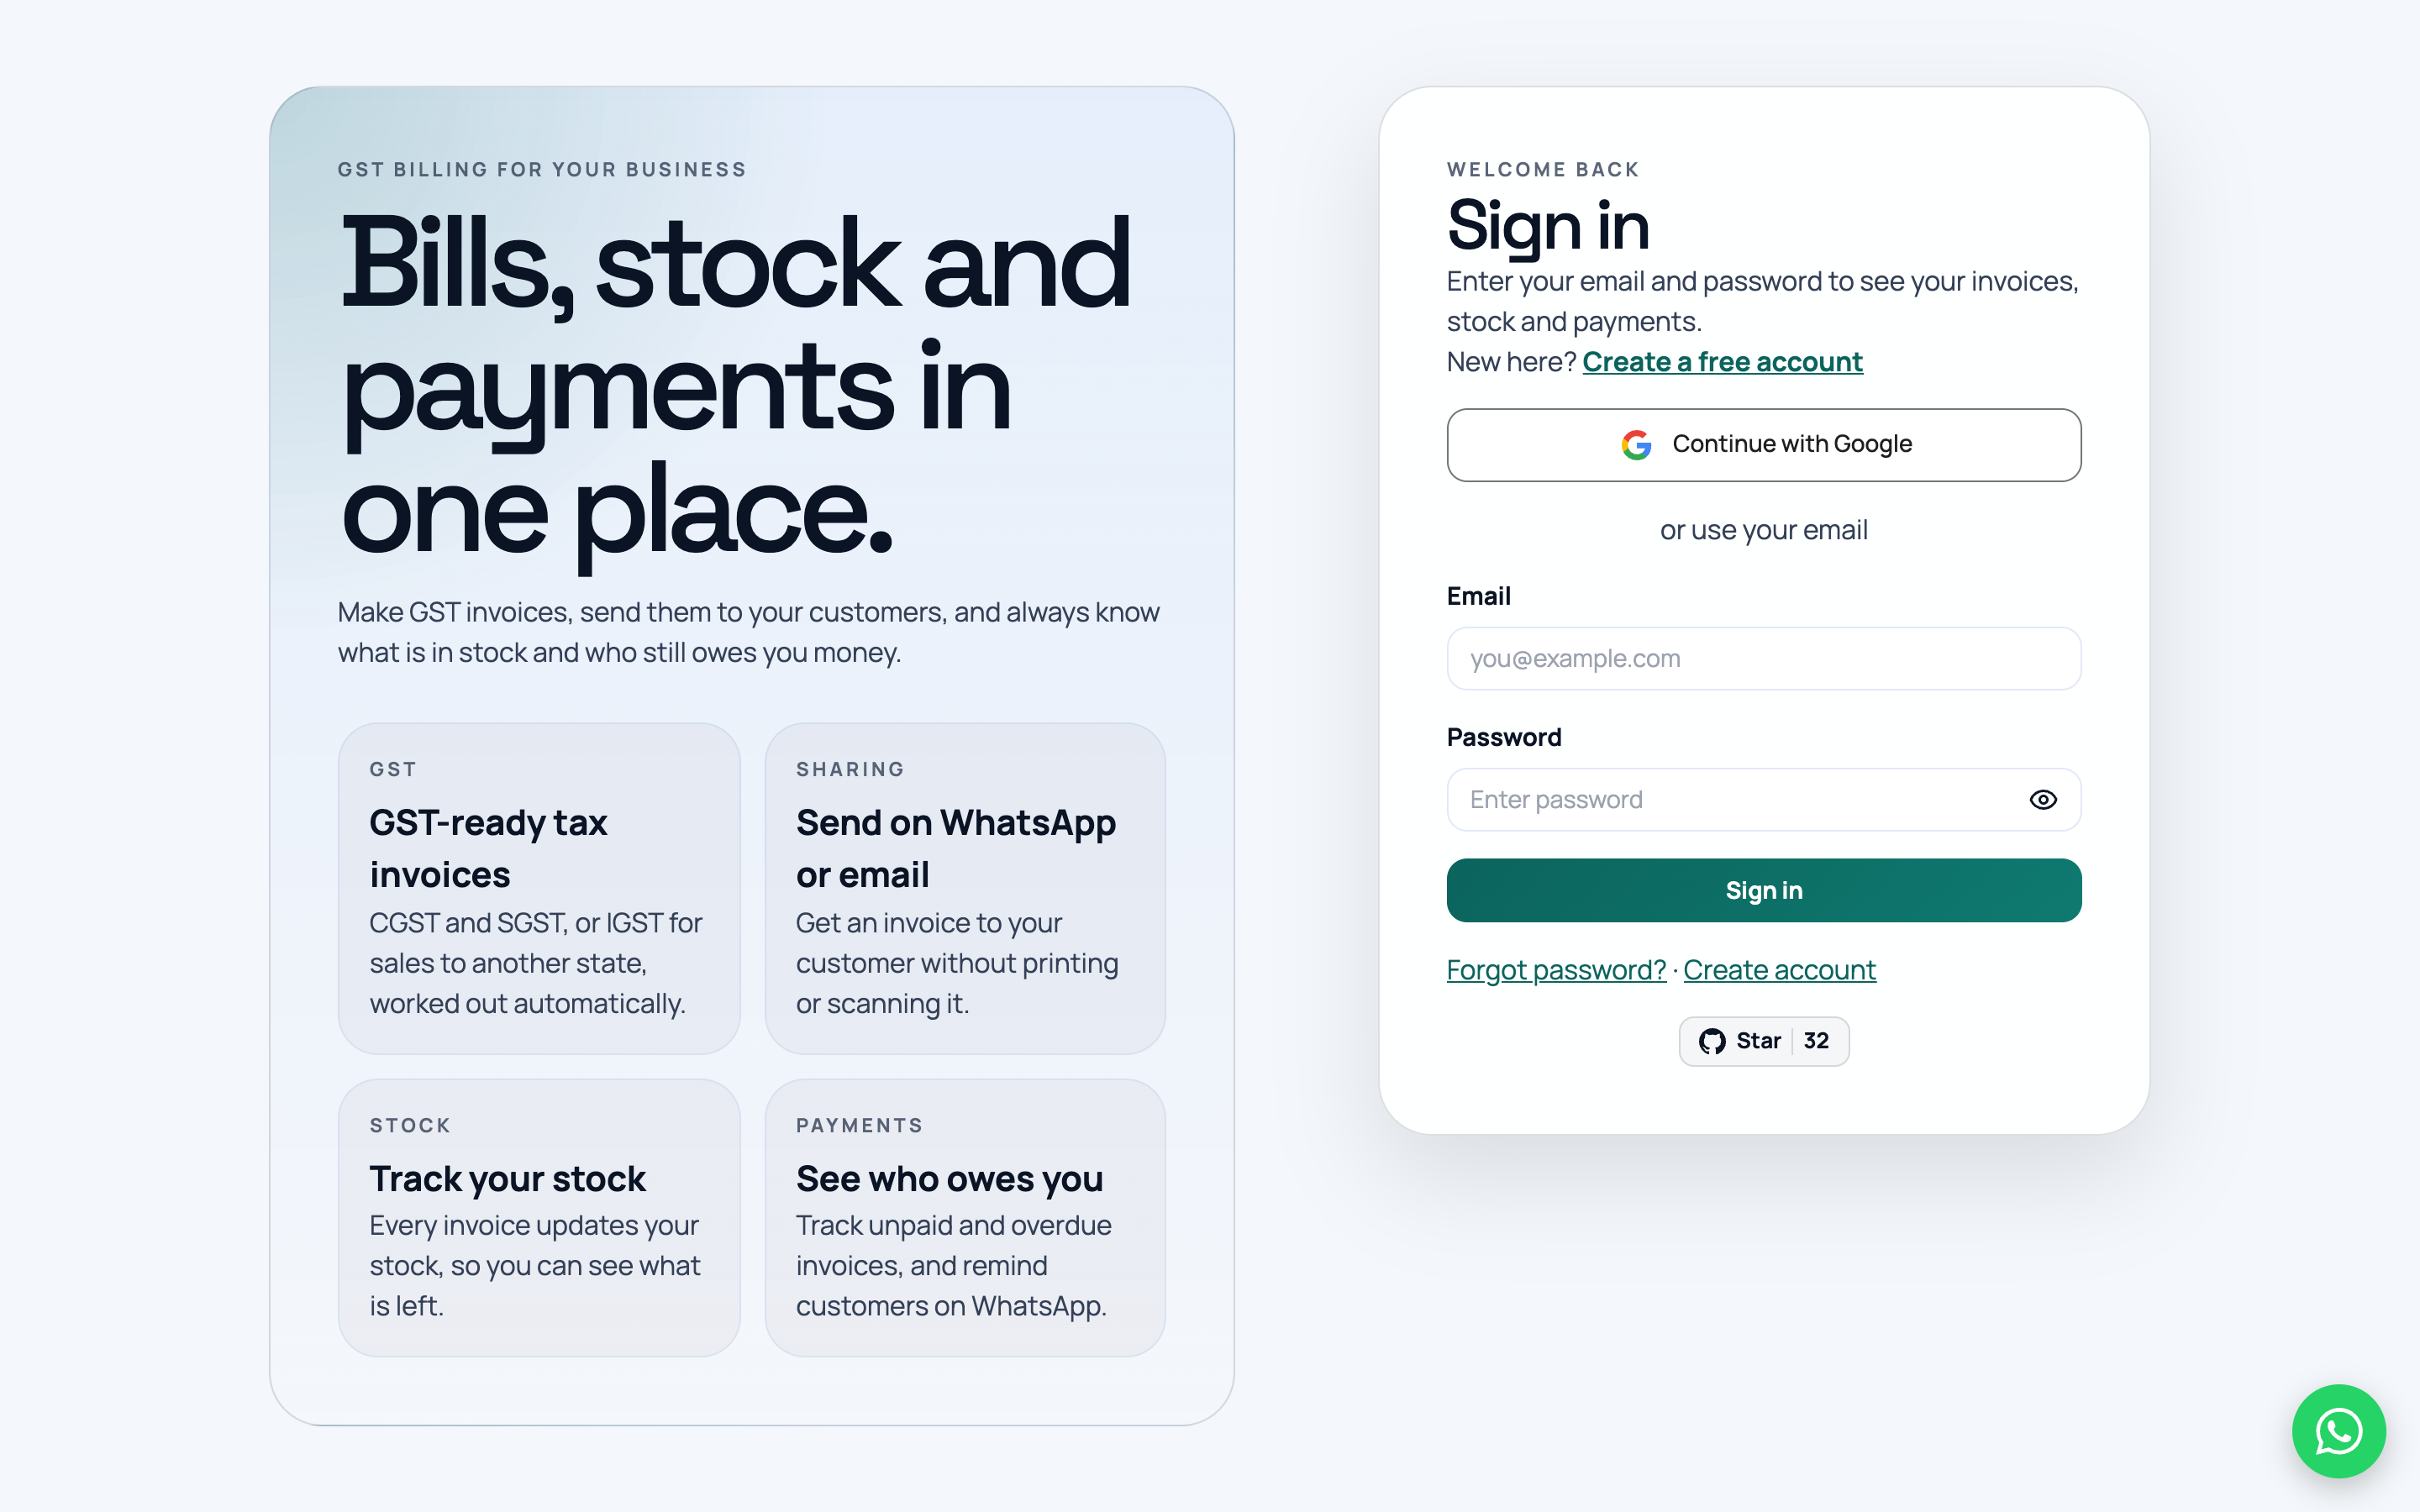 GST BILLING FOR YOUR BUSINESS
Bills, stock and
payments in
one place.
Make GST invoices, send them to your customers, and always know
what is in stock and who still owes you money.
GST
GST-ready tax
invoices
CGST and SGST, or IGST for
sales to another state,
worked out automatically.
SHARING
Send on WhatsApp
or email
Get an invoice to your
customer without printing
or scanning it.
STOCK
Track your stock
Every invoice updates your
stock, so you can see what
is left.
PAYMENTS
See who owes you
Track unpaid and overdue
invoices, and remind
customers on WhatsApp.
WELCOME BACK
Sign in
Enter your email and password to see your invoices,
stock and payments.
New here? Create a free account
Continue with Google
or use your email
Email
you@example.com
Password
Enter password
Sign in
Forgot password? · Create account
Star 32